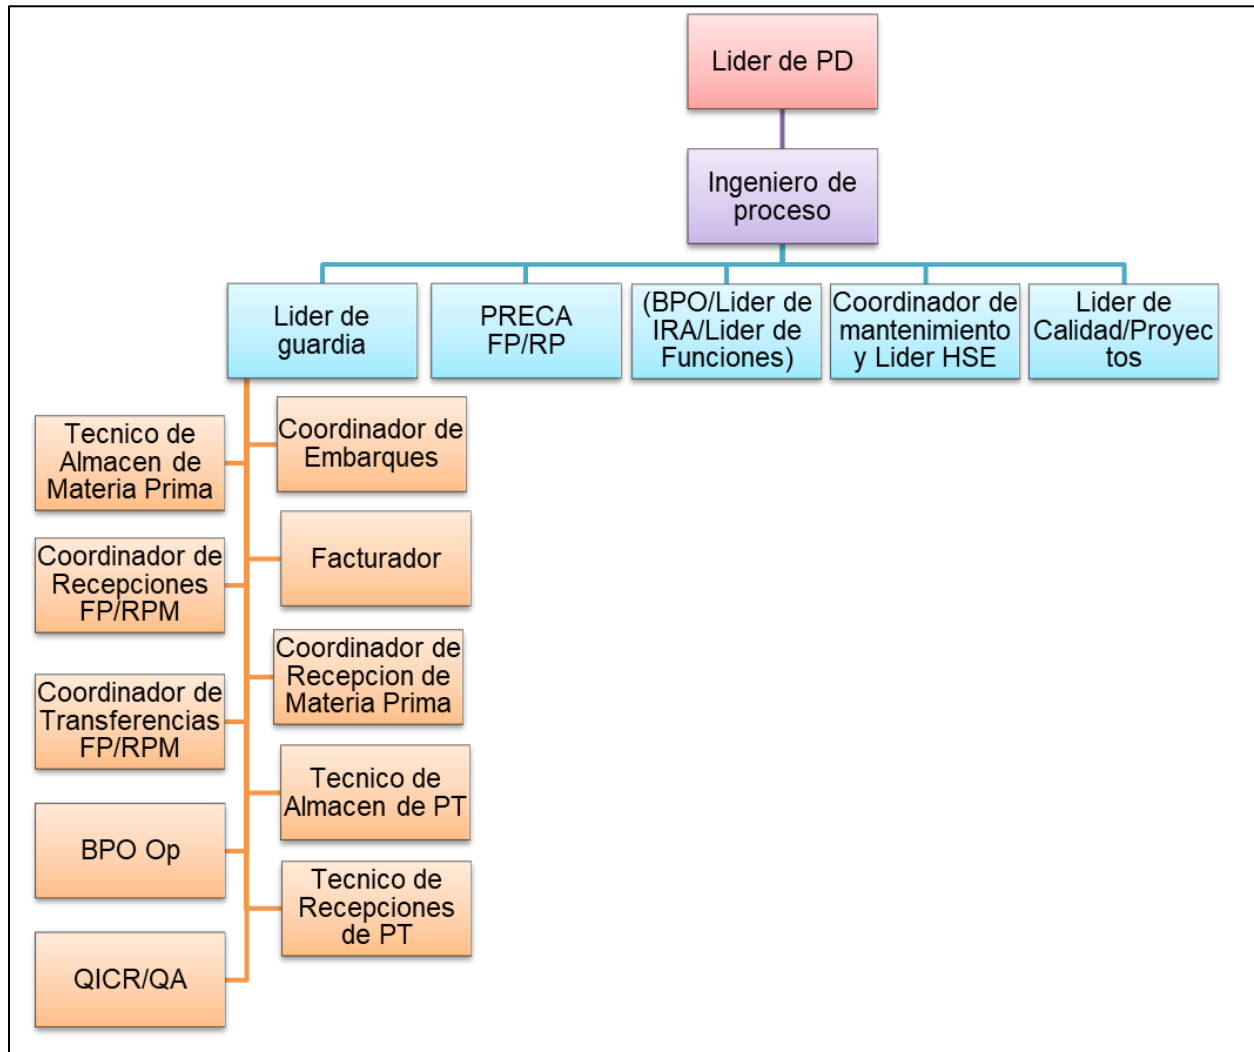 Lider de PD
Ingeniero de
proceso
Lider de
guardia
PRECA
FP/RP
(BPO/Lider de
IRA/Lider de
Funciones)
Coordinador de
mantenimiento
y Lider HSE
Lider de
Calidad/Proyec
tos
Tecnico de
Almacen de
Materia Prima
Coordinador de
Embarques
Coordinador de
Recepciones
FP/RPM
Facturador
Coordinador de
Transferencias
FP/RPM
Coordinador de
Recepcion de
Materia Prima
BPO Op
Tecnico de
Almacen de PT
QICR/QA
Tecnico de
Recepciones
de PT